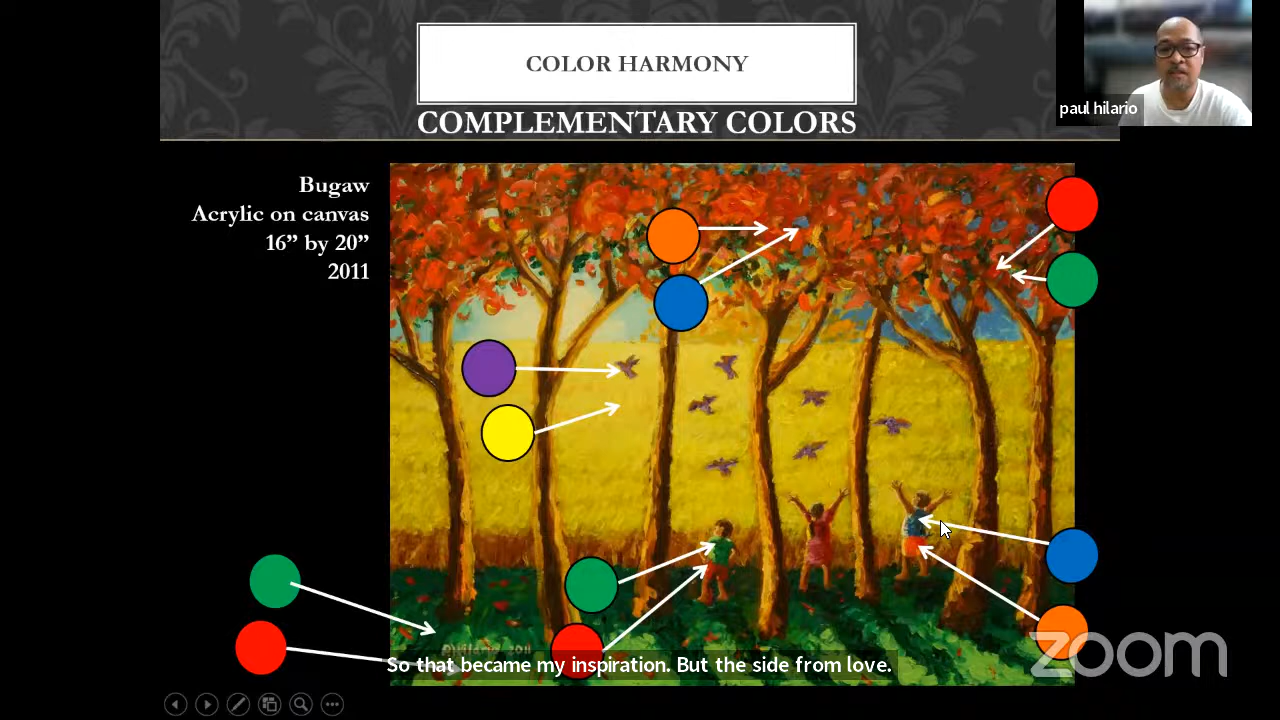 COLOR HARMONY
COMPLEMENTARY COLORS
paul hilario
Bugaw
Acrylic on canvas
16” by 20”
2011
So that became my inspiration. But the side from love.
zoom